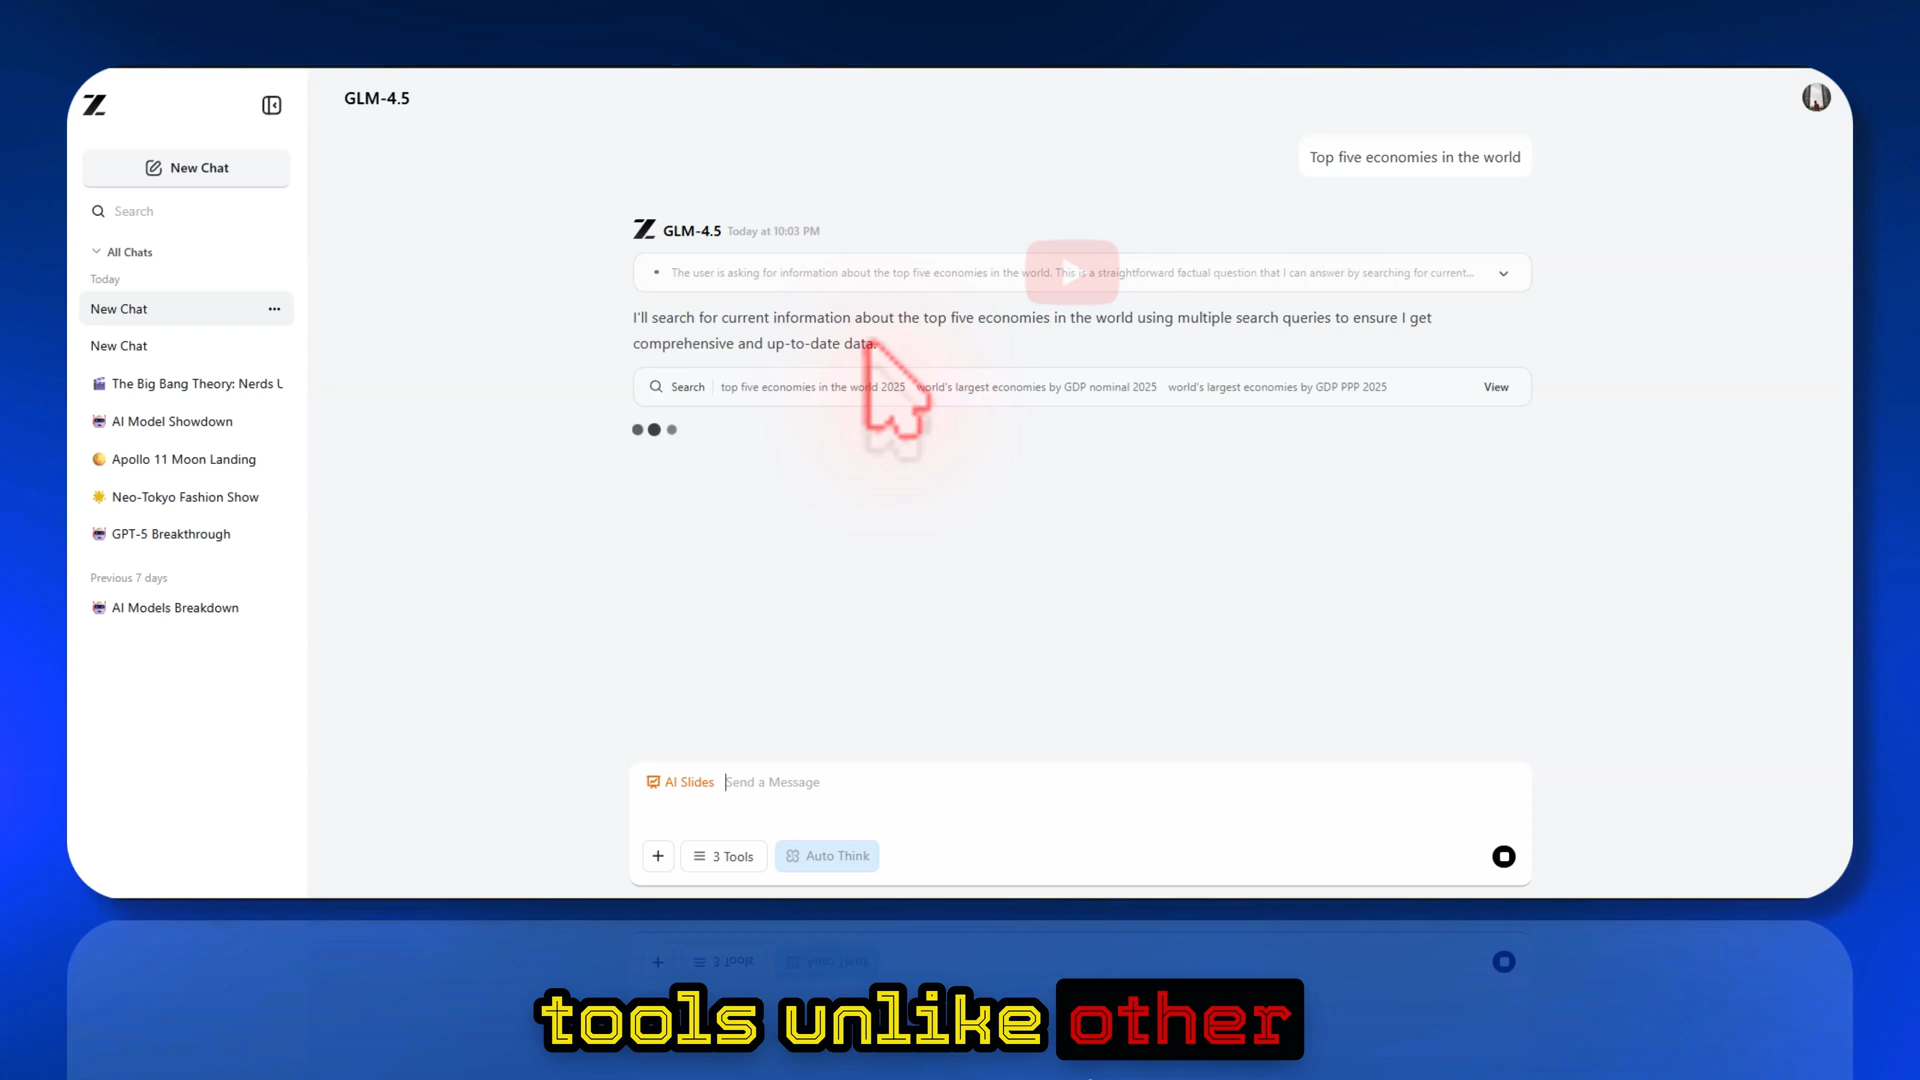 GLM-4.5
New Chat
Search
All Chats
Today
New Chat
New Chat
The Big Bang Theory: Nerds U
AI Model Showdown
Apollo 11 Moon Landing
Neo-Tokyo Fashion Show
GPT-5 Breakthrough
Previous 7 days
AI Models Breakdown
Top five economies in the world
GLM-4.5 Today at 10:03 PM
The user is asking for information about the top five economies in the world. This is a straightforward factual question that I can answer by searching for current...
I'll search for current information about the top five economies in the world using multiple search queries to ensure I get
comprehensive and up-to-date data.
Search top five economies in the world 2025 world's largest economies by GDP nominal 2025 world's largest economies by GDP PPP 2025 View
AI Slides Send a Message
3 Tools Auto Think
3 Tools Auto Think
tools unlike other